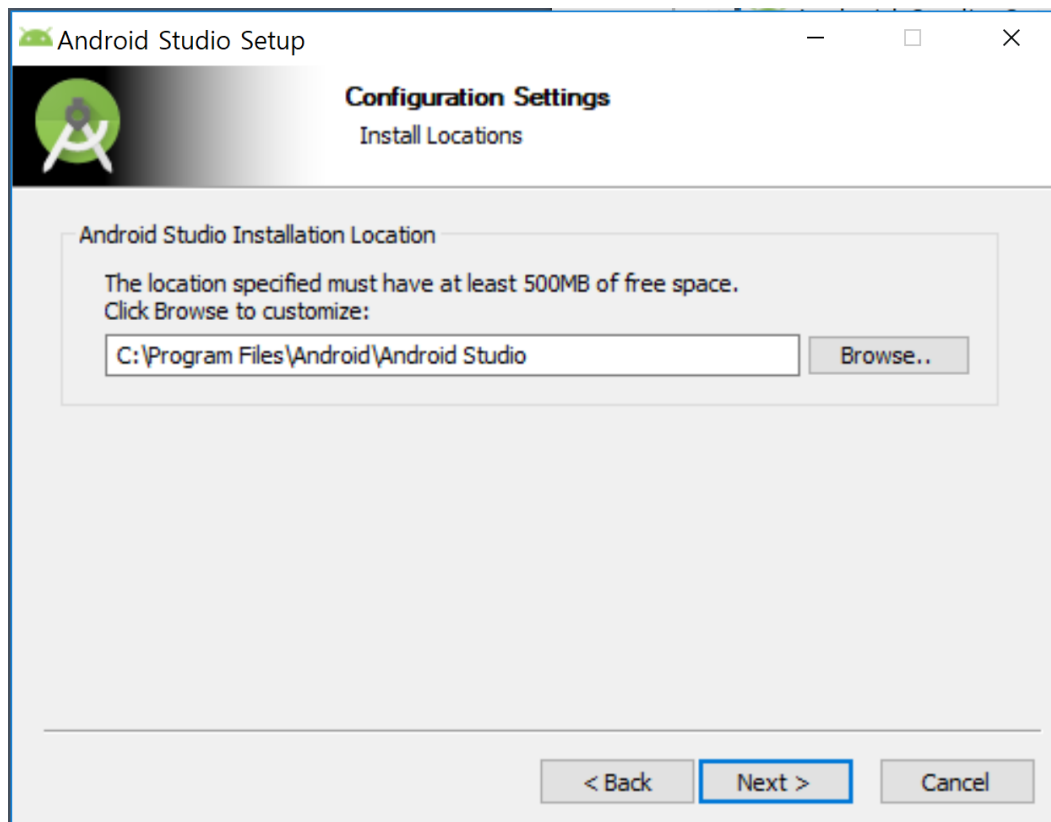 Android Studio Setup
Configuration Settings
Install Locations
Android Studio Installation Location
The location specified must have at least 500MB of free space.
Click Browse to customize:
C:\Program Files\Android\Android Studio
Browse..
< Back
Next >
Cancel